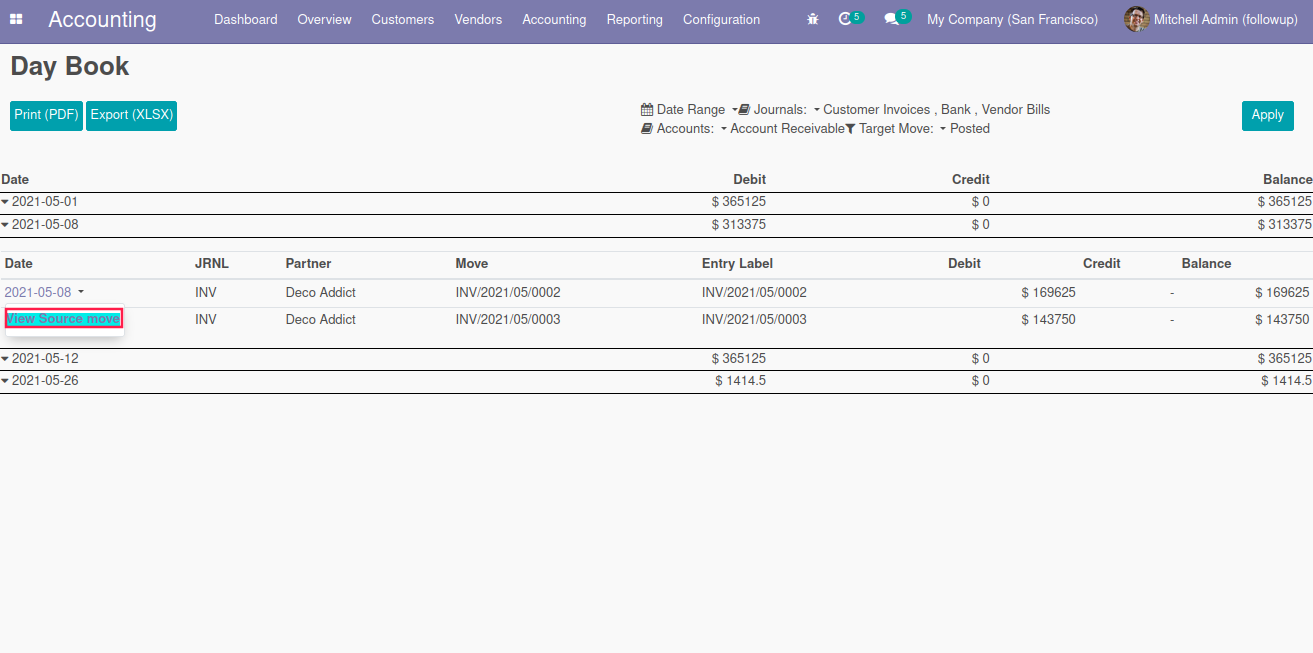 Accounting Dashboard Overview Customers Vendors Accounting Reporting Configuration 5 5 My Company (San Francisco) Mitchell Admin (followup)
Day Book
Print (PDF) Export (XLSX) Date Range Journals: Customer Invoices , Bank , Vendor Bills Apply
Accounts: Account Receivable Target Move: Posted
Date Debit Credit Balance
2021-05-01 $ 365125 $ 0 $ 365125
2021-05-08 $ 313375 $ 0 $ 313375
Date JRNL Partner Move Entry Label Debit Credit Balance
2021-05-08 INV Deco Addict INV/2021/05/0002 INV/2021/05/0002 $ 169625 - $ 169625
View Source move INV Deco Addict INV/2021/05/0003 INV/2021/05/0003 $ 143750 - $ 143750
2021-05-12 $ 365125 $ 0 $ 365125
2021-05-26 $ 1414.5 $ 0 $ 1414.5